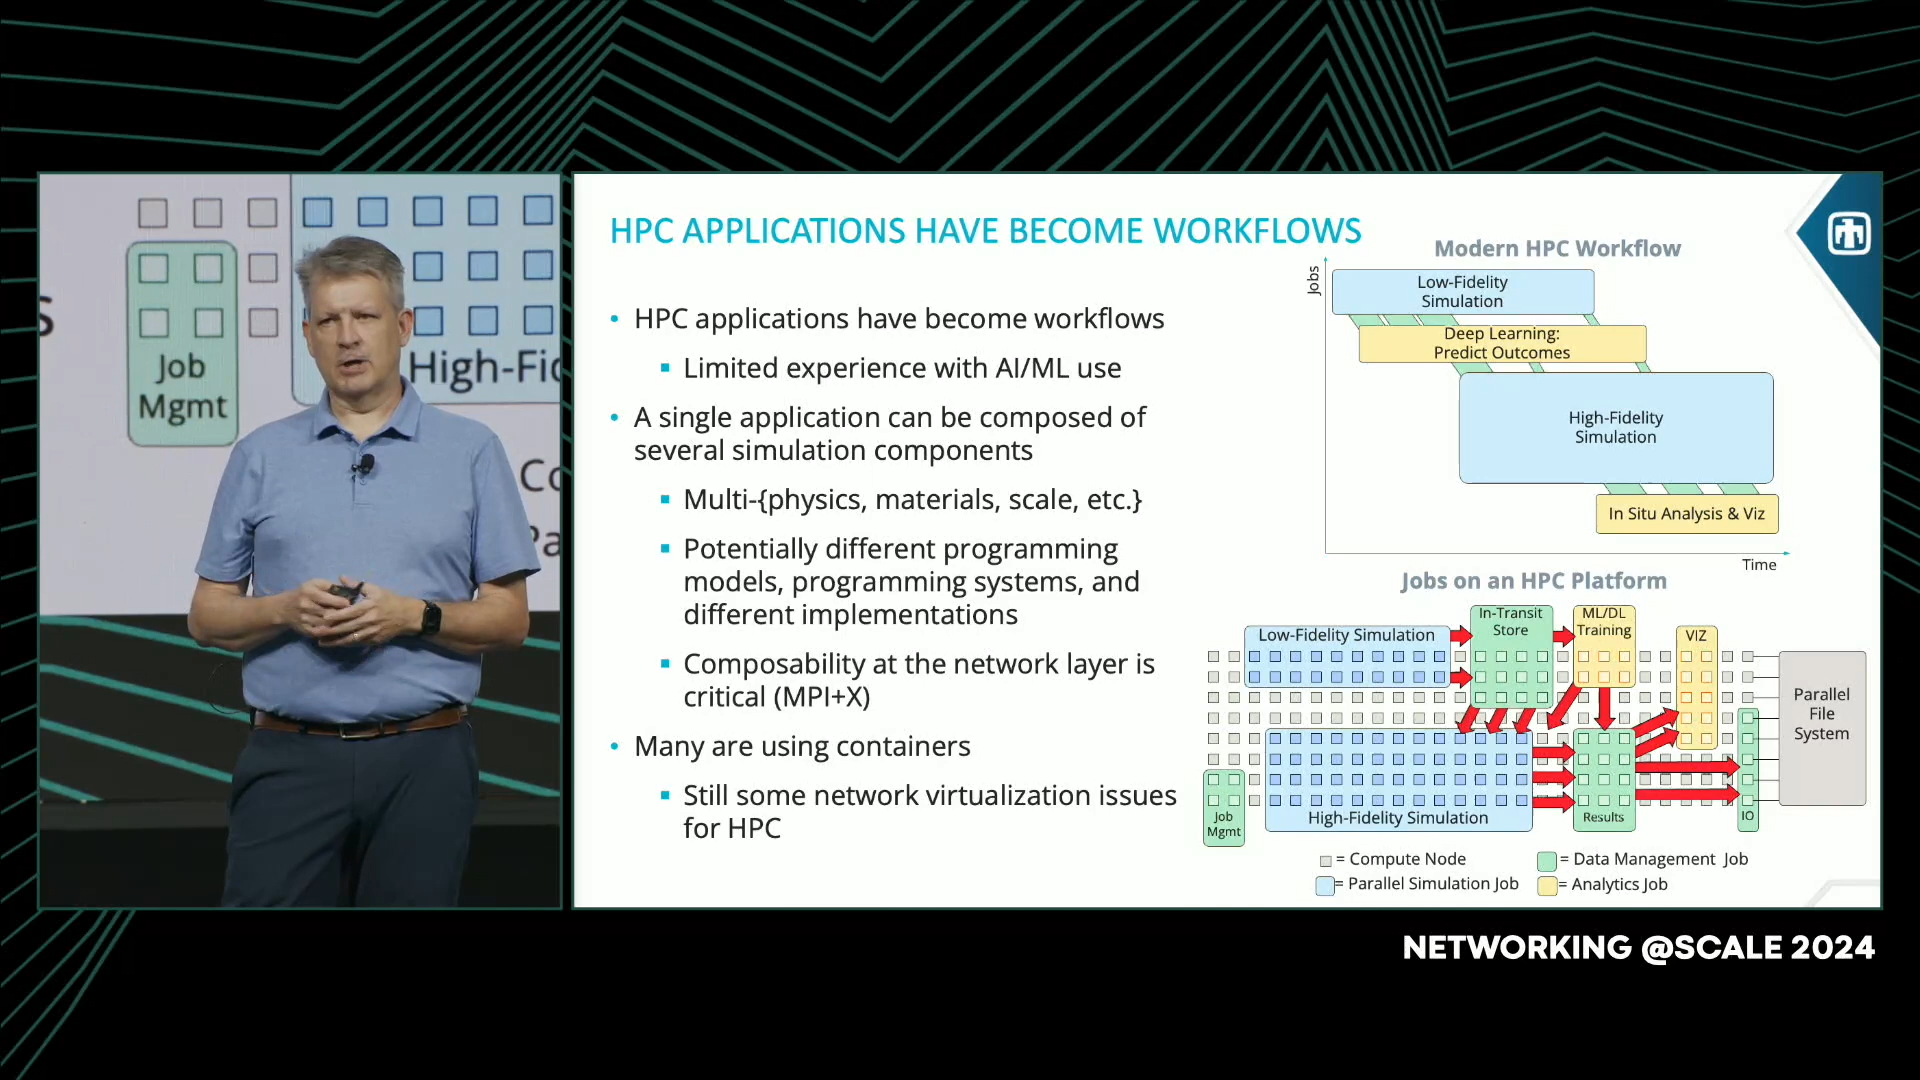 S
Job
Mgmt
High-Fid
Co
Pa
HPC APPLICATIONS HAVE BECOME WORKFLOWS
• HPC applications have become workflows
▪ Limited experience with AI/ML use
• A single application can be composed of
several simulation components
▪ Multi-{physics, materials, scale, etc.}
▪ Potentially different programming
models, programming systems, and
different implementations
▪ Composability at the network layer is
critical (MPI+X)
• Many are using containers
▪ Still some network virtualization issues
for HPC
Modern HPC Workflow
Jobs
Low-Fidelity
Simulation
Deep Learning:
Predict Outcomes
High-Fidelity
Simulation
In Situ Analysis & Viz
Time
Jobs on an HPC Platform
Low-Fidelity Simulation
In-Transit
Store
ML/DL
Training
VIZ
Parallel
File
System
Job
Mgmt
High-Fidelity Simulation
Results
IO
= Compute Node
= Data Management Job
= Parallel Simulation Job
= Analytics Job
NETWORKING @SCALE 2024